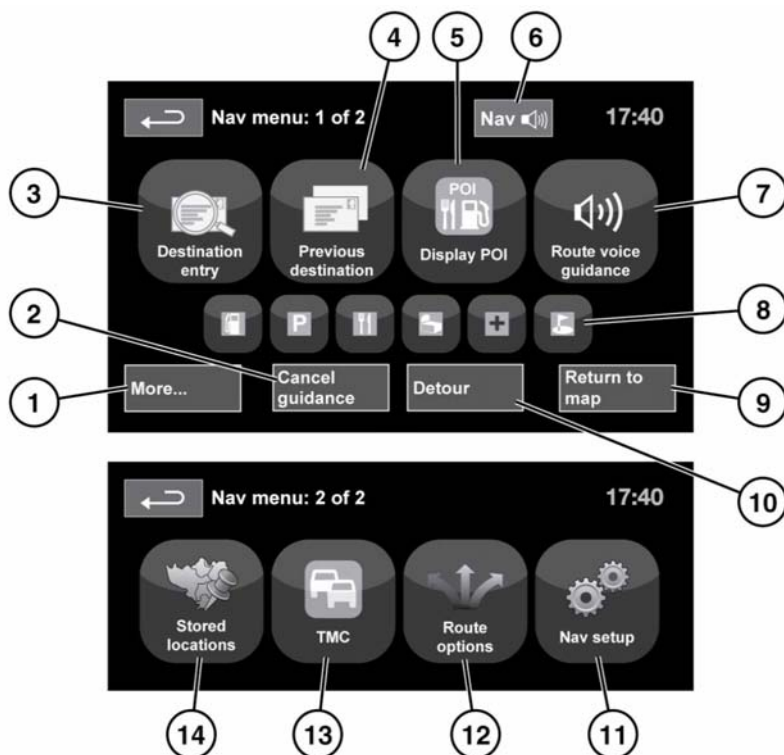 4
5
6
Nav menu: 1 of 2
Nav
17:40
3
7
POI
Destination
entry
Previous
destination
Display POI
Route voice
guidance
2
P
8
More...
Cancel
guidance
Detour
Return to
map
1
9
10
Nav menu: 2 of 2
17:40
Stored
locations
TMC
Route
options
Nav setup
14
13
12
11